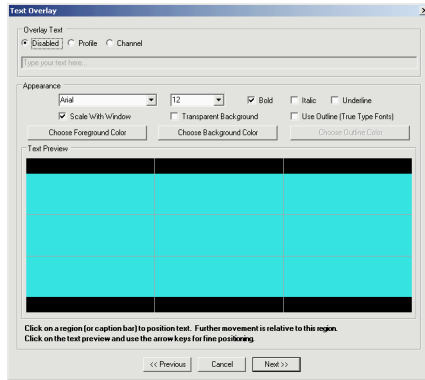 Text Overlay
Overlay Text
Disabled Profile Channel
Type your text here...
Appearance
Arial 12 Bold Italic Underline
Scale With Window Transparent Background Use Outline (True Type Fonts)
Choose Foreground Color Choose Background Color Choose Outline Color
Text Preview
Click on a region (or caption bar) to position text. Further movement is relative to this region.
Click on the text preview and use the arrow keys for fine positioning.
<< Previous Cancel Next >>